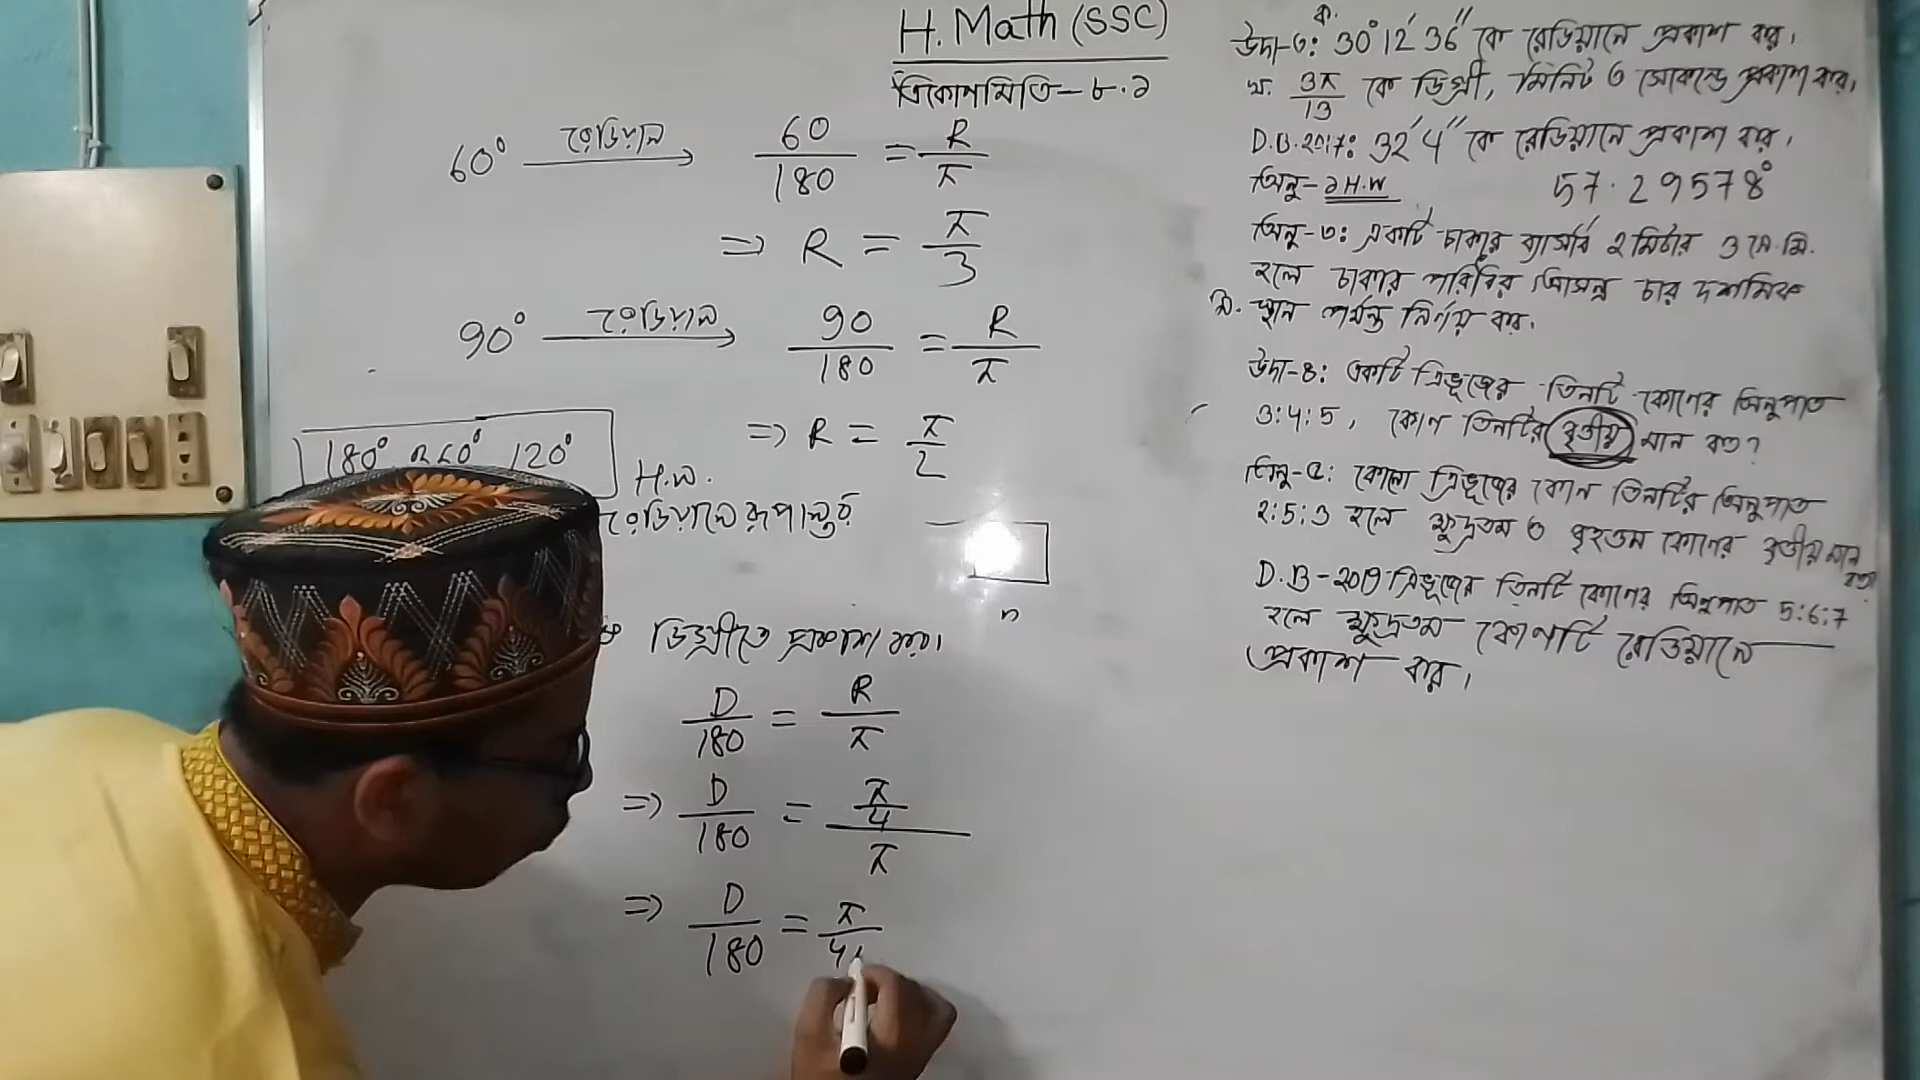 H. Math (SSC)
ত্রিকোণমিতি - ৮.১
60° রেডিয়ান → 60/180 = R/π
⇒ R = π/3
90° রেডিয়ান → 90/180 = R/π
⇒ R = π/2
180° 120°
H.W.
রেডিয়ানে রূপান্তর
ডিগ্রীতে প্রকাশ কর।
D/180 = R/π
⇒ D/180 = (π/4)/π
⇒ D/180 = π/4
n
ক.
উদা-৩: 30°12′36″ কে রেডিয়ানে প্রকাশ কর।
খ. 3π/13 কে ডিগ্রী, মিনিট ও সেকেন্ডে প্রকাশ কর।
D.B.2017: 32′4″ কে রেডিয়ানে প্রকাশ কর।
অনু-১ H.W 57.29578°
অনু-৩: একটি চাকার ব্যাসার্ধ ২ মিটার ৩ সে.মি.
হলে চাকার পরিধির আসন্ন চার দশমিক
স্থান পর্যন্ত নির্ণয় কর.
উদা-৪: একটি ত্রিভূজের তিনটি কোণের অনুপাত
3:4:5, কোণ তিনটির বৃত্তীয় মান কত?
অনু-৫: কোনো ত্রিভূজের কোন তিনটির অনুপাত
২:5:3 হলে ক্ষুদ্রতম ও বৃহত্তম কোণের বৃত্তীয় মান কত?
D.B-2019 ত্রিভূজের তিনটি কোণের অনুপাত 5:6:7
হলে ক্ষুদ্রতম কোণটি রেডিয়ানে
প্রকাশ কর।